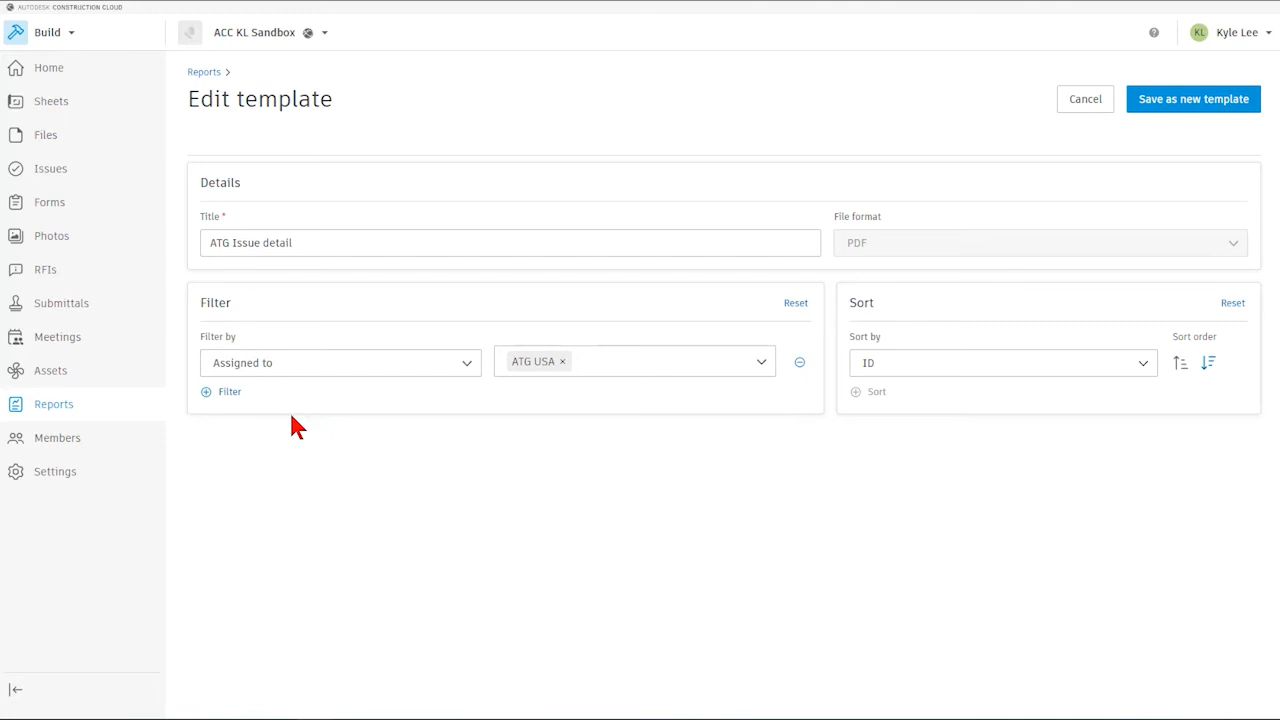 AUTODESK CONSTRUCTION CLOUD
Build
ACC KL Sandbox
KL
Kyle Lee
Home
Sheets
Files
Issues
Forms
Photos
RFIs
Submittals
Meetings
Assets
Reports
Members
Settings
Reports
Edit template
Cancel
Save as new template
Details
Title *
File format
ATG Issue detail
PDF
Filter
Reset
Filter by
Assigned to
ATG USA ×
Filter
Sort
Reset
Sort by
Sort order
ID
Sort